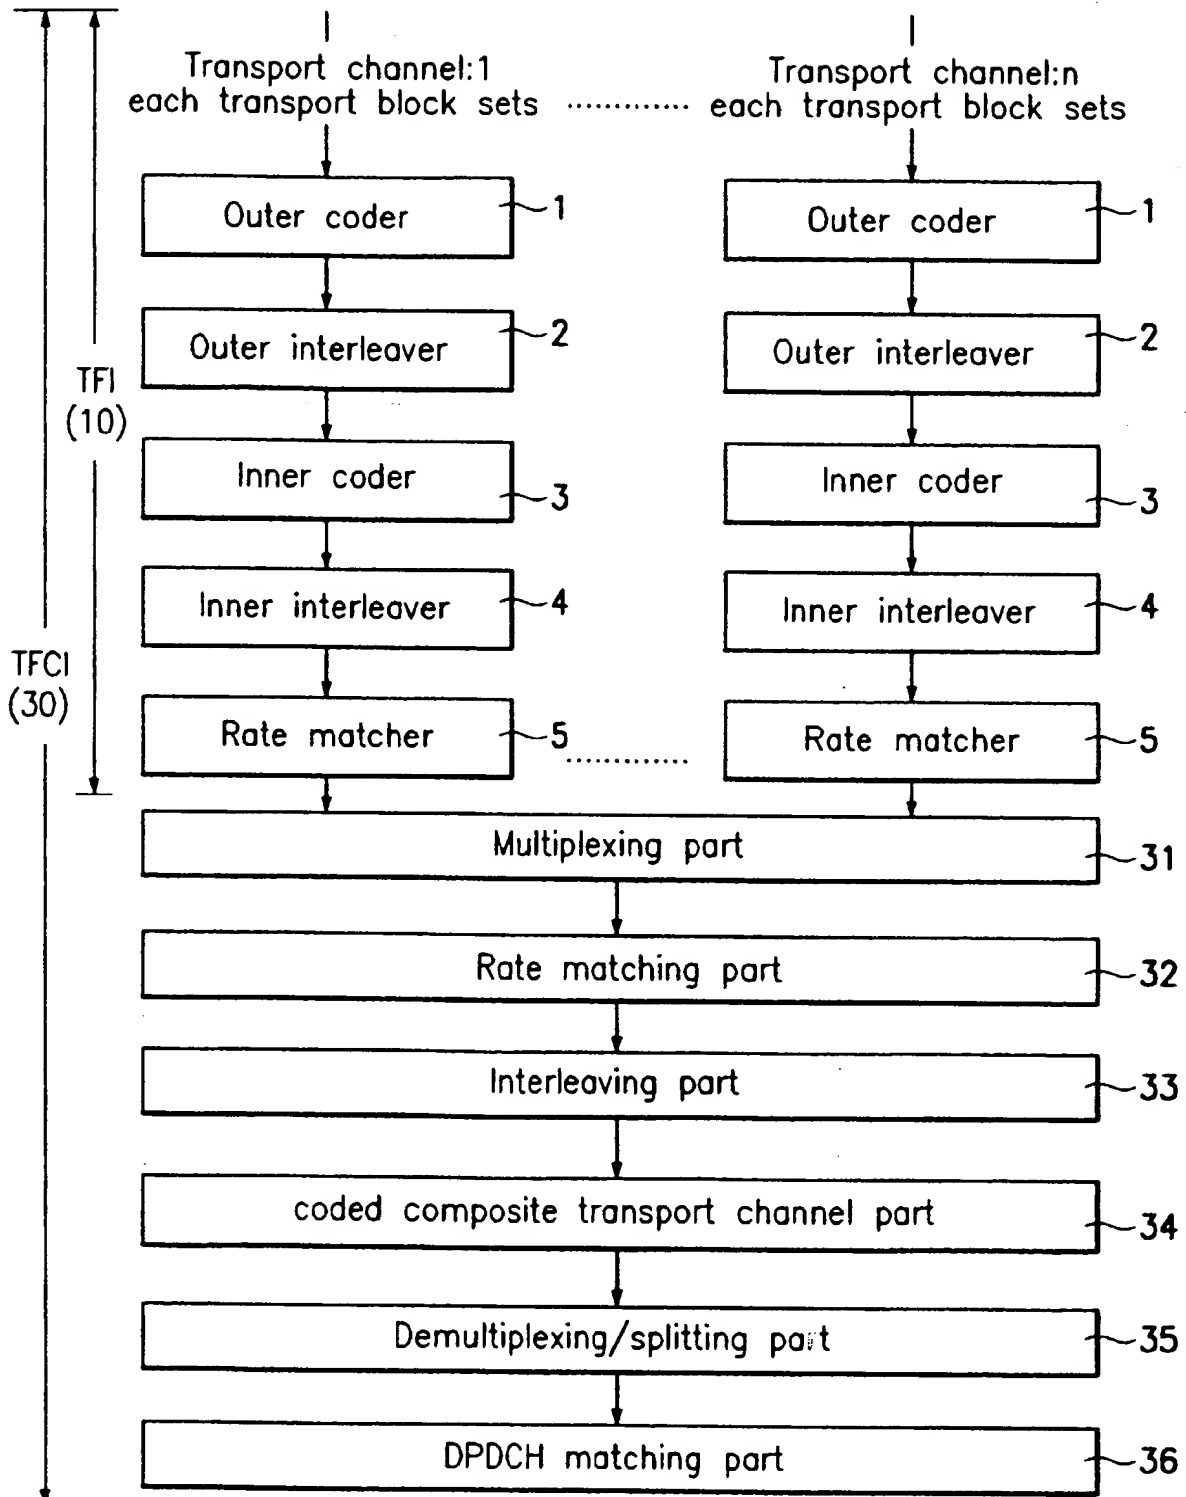 Transport channel:1
each transport block sets
Transport channel:n
each transport block sets
Outer coder 1
Outer coder 1
Outer interleaver 2
Outer interleaver 2
TFI
(10)
Inner coder 3
Inner coder 3
Inner interleaver 4
Inner interleaver 4
TFCI
(30)
Rate matcher 5
Rate matcher 5
Multiplexing part 31
Rate matching part 32
Interleaving part 33
coded composite transport channel part 34
Demultiplexing/splitting part 35
DPDCH matching part 36